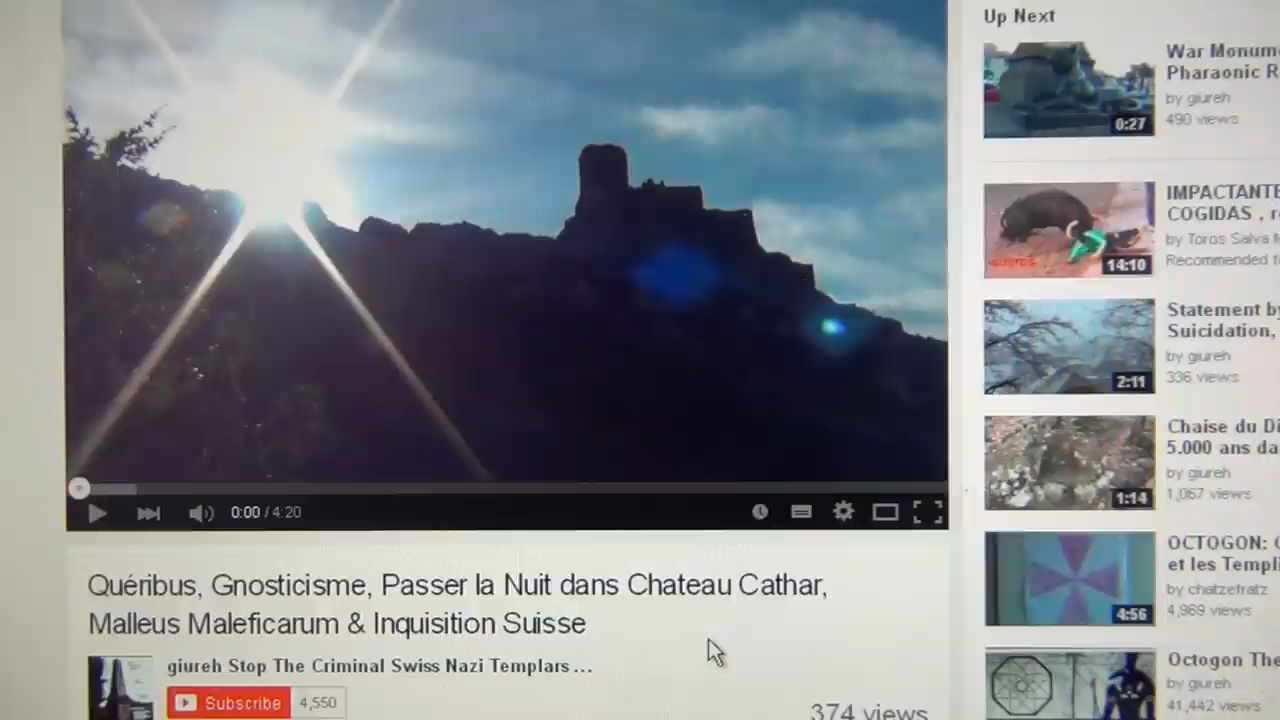 Up Next
War Monum
Pharaonic R
by giureh
490 views
0:27
IMPACTANTE
COGIDAS , r
by Toros Salva M
Recommended t
14:10
Statement by
Suicidation,
by giureh
336 views
2:11
Chaise du Di
5.000 ans da
by giureh
1,067 views
1:14
OCTOGON: C
et les Templi
by chatzefratz
4,969 views
4:56
Octogon The
by giureh
41,442 views
0:00 / 4:20
Quéribus, Gnosticisme, Passer la Nuit dans Chateau Cathar,
Malleus Maleficarum & Inquisition Suisse
giureh Stop The Criminal Swiss Nazi Templars ...
Subscribe 4,550
374 views